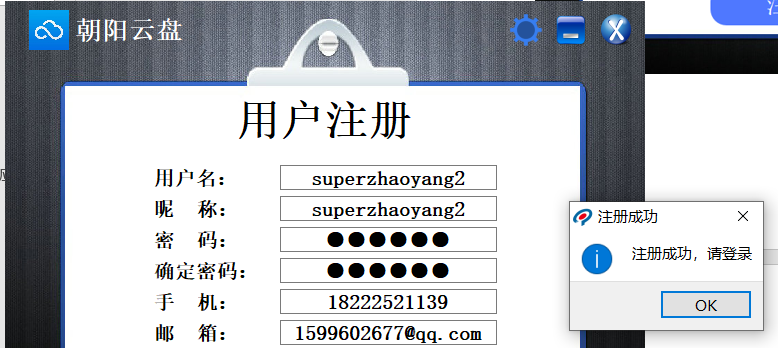 朝阳云盘
用户注册
用户名： superzhaoyang2
昵 称： superzhaoyang2
密 码： ●●●●●●
确定密码： ●●●●●●
手 机： 18222521139
邮 箱： 1599602677@qq.com
注册成功
注册成功，请登录
OK